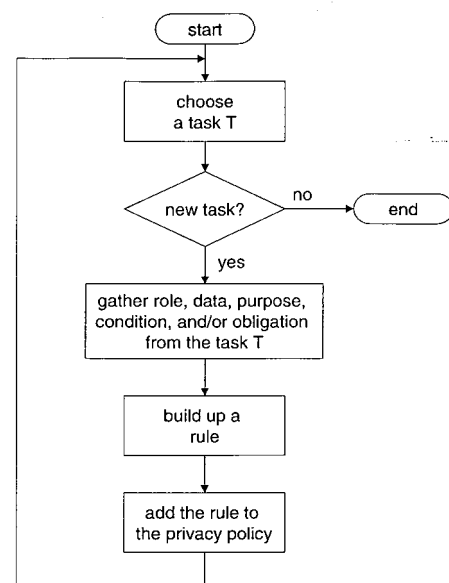 start
choose
a task T
new task?
no
end
yes
gather role, data, purpose,
condition, and/or obligation
from the task T
build up a
rule
add the rule to
the privacy policy